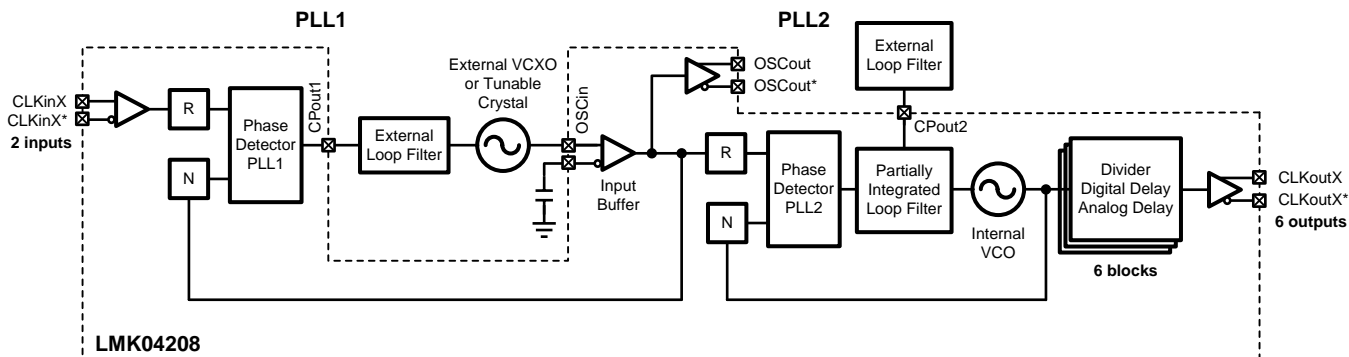 PLL1
PLL2
External VCXO
or Tunable
Crystal
External
Loop Filter
OSCout
OSCout*
CLKinX
CLKinX*
2 inputs
R
N
Phase
Detector
PLL1
CPout1
External
Loop Filter
OSCin
Input
Buffer
R
N
Phase
Detector
PLL2
CPout2
Partially
Integrated
Loop Filter
Internal
VCO
Divider
Digital Delay
Analog Delay
6 blocks
CLKoutX
CLKoutX*
6 outputs
LMK04208